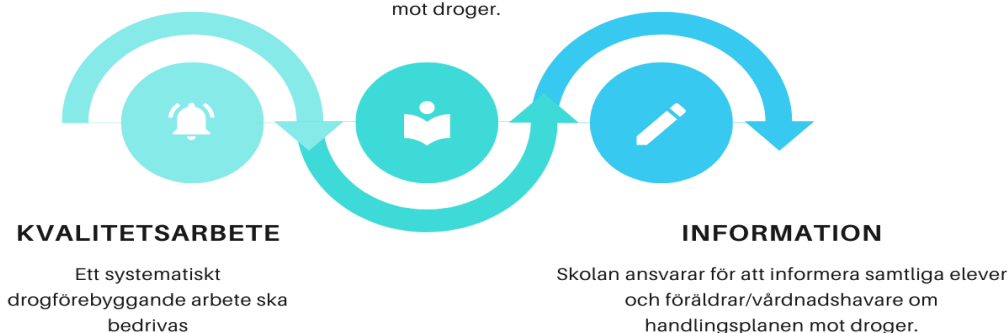 mot droger.
KVALITETSARBETE
Ett systematiskt
drogförebyggande arbete ska
bedrivas
INFORMATION
Skolan ansvarar för att informera samtliga elever
och föräldrar/vårdnadshavare om
handlingsplanen mot droger.